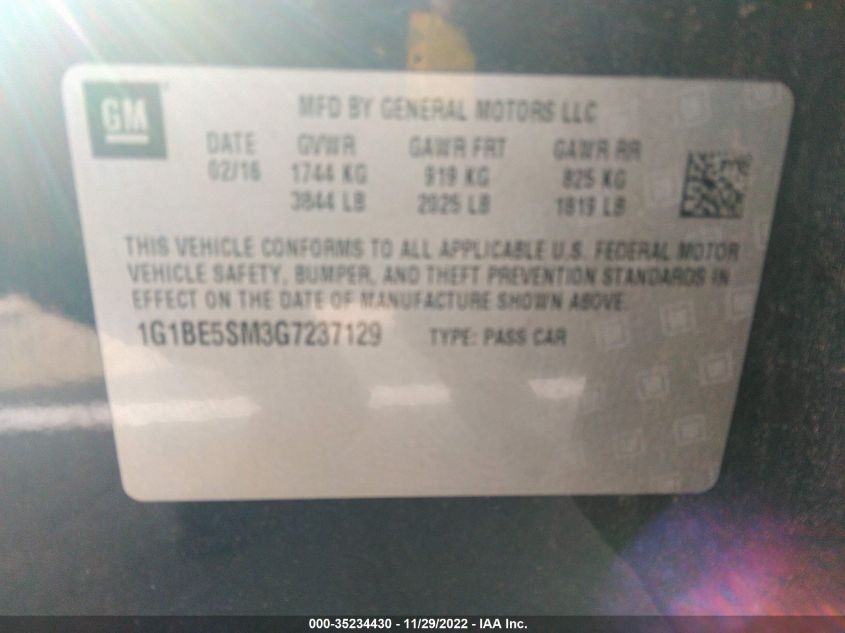 GM
MFD BY GENERAL MOTORS LLC
DATE GVWR GAWR FRT GAWR RR
02/16 1744 KG 919 KG 825 KG
3844 LB 2025 LB 1819 LB
THIS VEHICLE CONFORMS TO ALL APPLICABLE U.S. FEDERAL MOTOR
VEHICLE SAFETY, BUMPER, AND THEFT PREVENTION STANDARDS IN
EFFECT ON THE DATE OF MANUFACTURE SHOWN ABOVE.
1G1BE5SM3G7237129 TYPE: PASS CAR
000-35234430 - 11/29/2022 - IAA Inc.